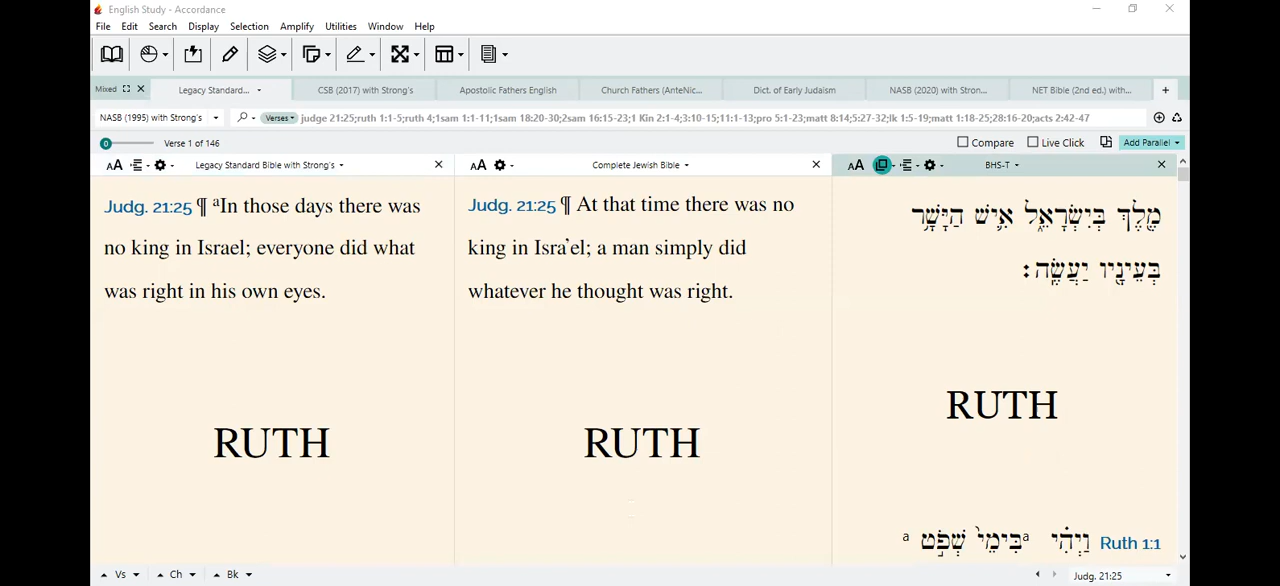 English Study - Accordance
File Edit Search Display Selection Amplify Utilities Window Help
Mixed Legacy Standard... CSB (2017) with Strong's Apostolic Fathers English Church Fathers (AnteNic... Dict. of Early Judaism NASB (2020) with Stron... NET Bible (2nd ed.) with... +
NASB (1995) with Strong's Verses judge 21:25;ruth 1:1-5;ruth 4;1sam 1:1-11;1sam 18:20-30;2sam 16:15-23;1 Kin 2:1-4;3:10-15;11:1-13;pro 5:1-23;matt 8:14;5:27-32;lk 1:5-19;matt 1:18-25;28:16-20;acts 2:42-47
0 Verse 1 of 146 Compare Live Click Add Parallel
AA Legacy Standard Bible with Strong's
Judg. 21:25 ¶ ᵃIn those days there was
no king in Israel; everyone did what
was right in his own eyes.
RUTH
AA Complete Jewish Bible
Judg. 21:25 ¶ At that time there was no
king in Isra'el; a man simply did
whatever he thought was right.
RUTH
AA BHS-T
מֶ֖לֶךְ בְּיִשְׂרָאֵ֑ל אִ֛ישׁ הַיָּשָׁ֥ר
בְּעֵינָ֖יו יַעֲשֶֽׂה׃
RUTH
Ruth 1:1 וַיְהִ֗י ᵃבִּימֵי֙ שְׁפֹ֣ט ᵃ
Vs Ch Bk Judg. 21:25